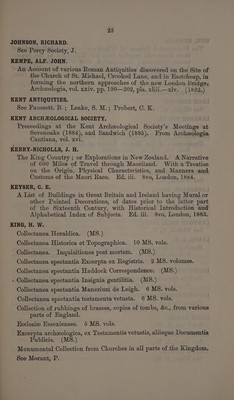 23
JOHNSON, RICHARD.
See Percy Society, J.
KEMPE, ALF. JOHN.
An Account of various Roman Antiquities discovered on the Site of
the Church of St. Michael, Crooked Lane, and in Eastcheap, in
forming the northern approaches of the new London Bridge.
Archæologia, vol. xxiv. pp. 190—202, pls. xliii.—xlv. (1832.)
KENT ANTIQUITIES.
See Faussett, B.; Leake, S. M.; Probert, C. K.
KENT ARCHÆOLOGICAL SOCIETY.
Proceedings at the Kent Archæological Society's Meetings at
Sevenoaks (1884), and Sandwich (1885). From Archæologia
Cantiana, vol. xvi.
KERRY-NICHOLLS, J. H.
The King Country; or Explorations in New Zealand. A Narrative
of 600 Miles of Travel through Maoriland. With a Treatise
on the Origin, Physical Characteristics, and Manners and
Customs of the Maori Race. Ed. iii. 8vo, London, 1884.
KEYSER, C. E.
A List of Buildings in Great Britain and Ireland having Mural or
other Painted Decorations, of dates prior to the latter part
of the Sixteenth Century, with Historical Introduction and
Alphabetical Index of Subjects. Ed. iii. 8vo, London, 1883.
KING, H. W.
Collectanea Heraldica. (MS.)
Collectanea Historica et Topographica. 10 MS. vols.
Collectanea. Inquisitiones post mortem. (MS.)
Collectanea spectantia Excerpta ex Registris. 2 MS. volumes.
Collectanea spectantia Haddock Correspondence. (MS.)
Collectanea spectantia Insignia gentilitia. (MS.)
Collectanea spectantia Manerium de Leigh. 6 MS. vols.
Collectanea spectantia testamenta vetusta. 6 MS. vols.
Collection of rubbings of brasses, copies of tombs, &c., from various
parts of England.
Ecclesiæ Essexienses. 5 MS. vols.
Excerpta archæologica, ex Testamentis vetustis, aliisque Documentis
Publicis. (MS.)
Monumental Collection from Churches in all parts of the Kingdom.
See Morant, P.